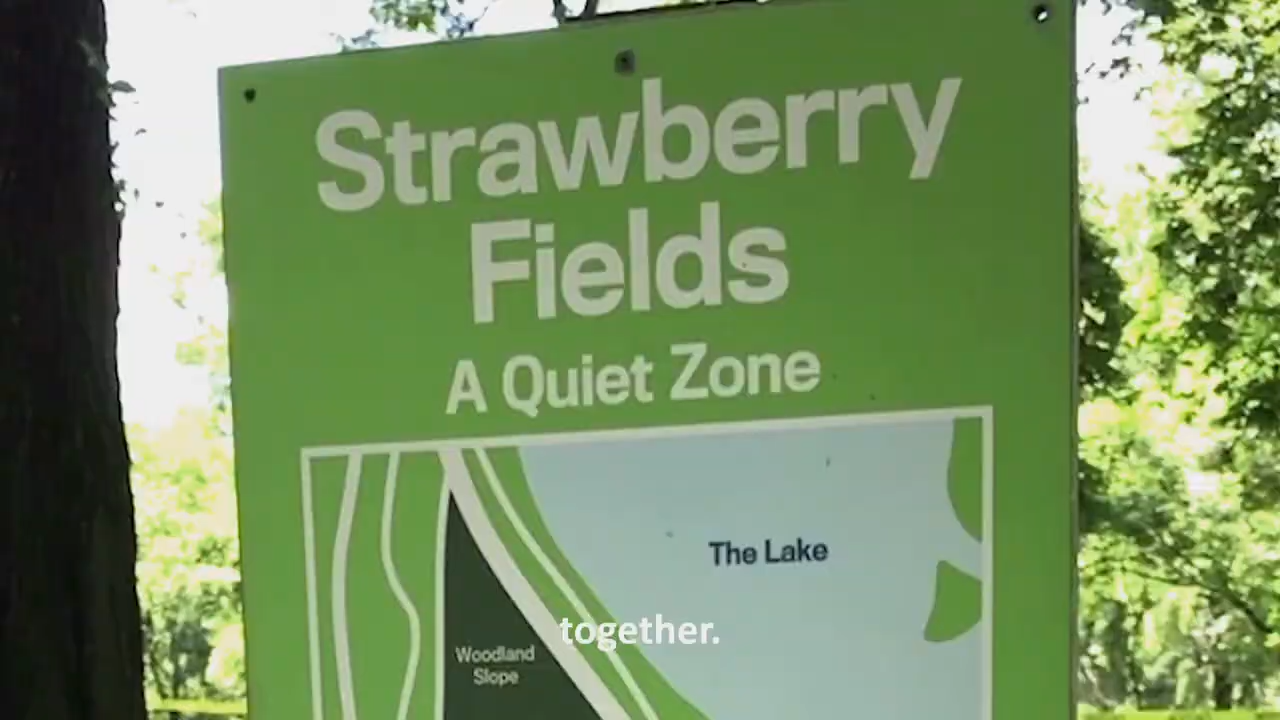 Strawberry
Fields
A Quiet Zone
The Lake
together.
Woodland
Slope